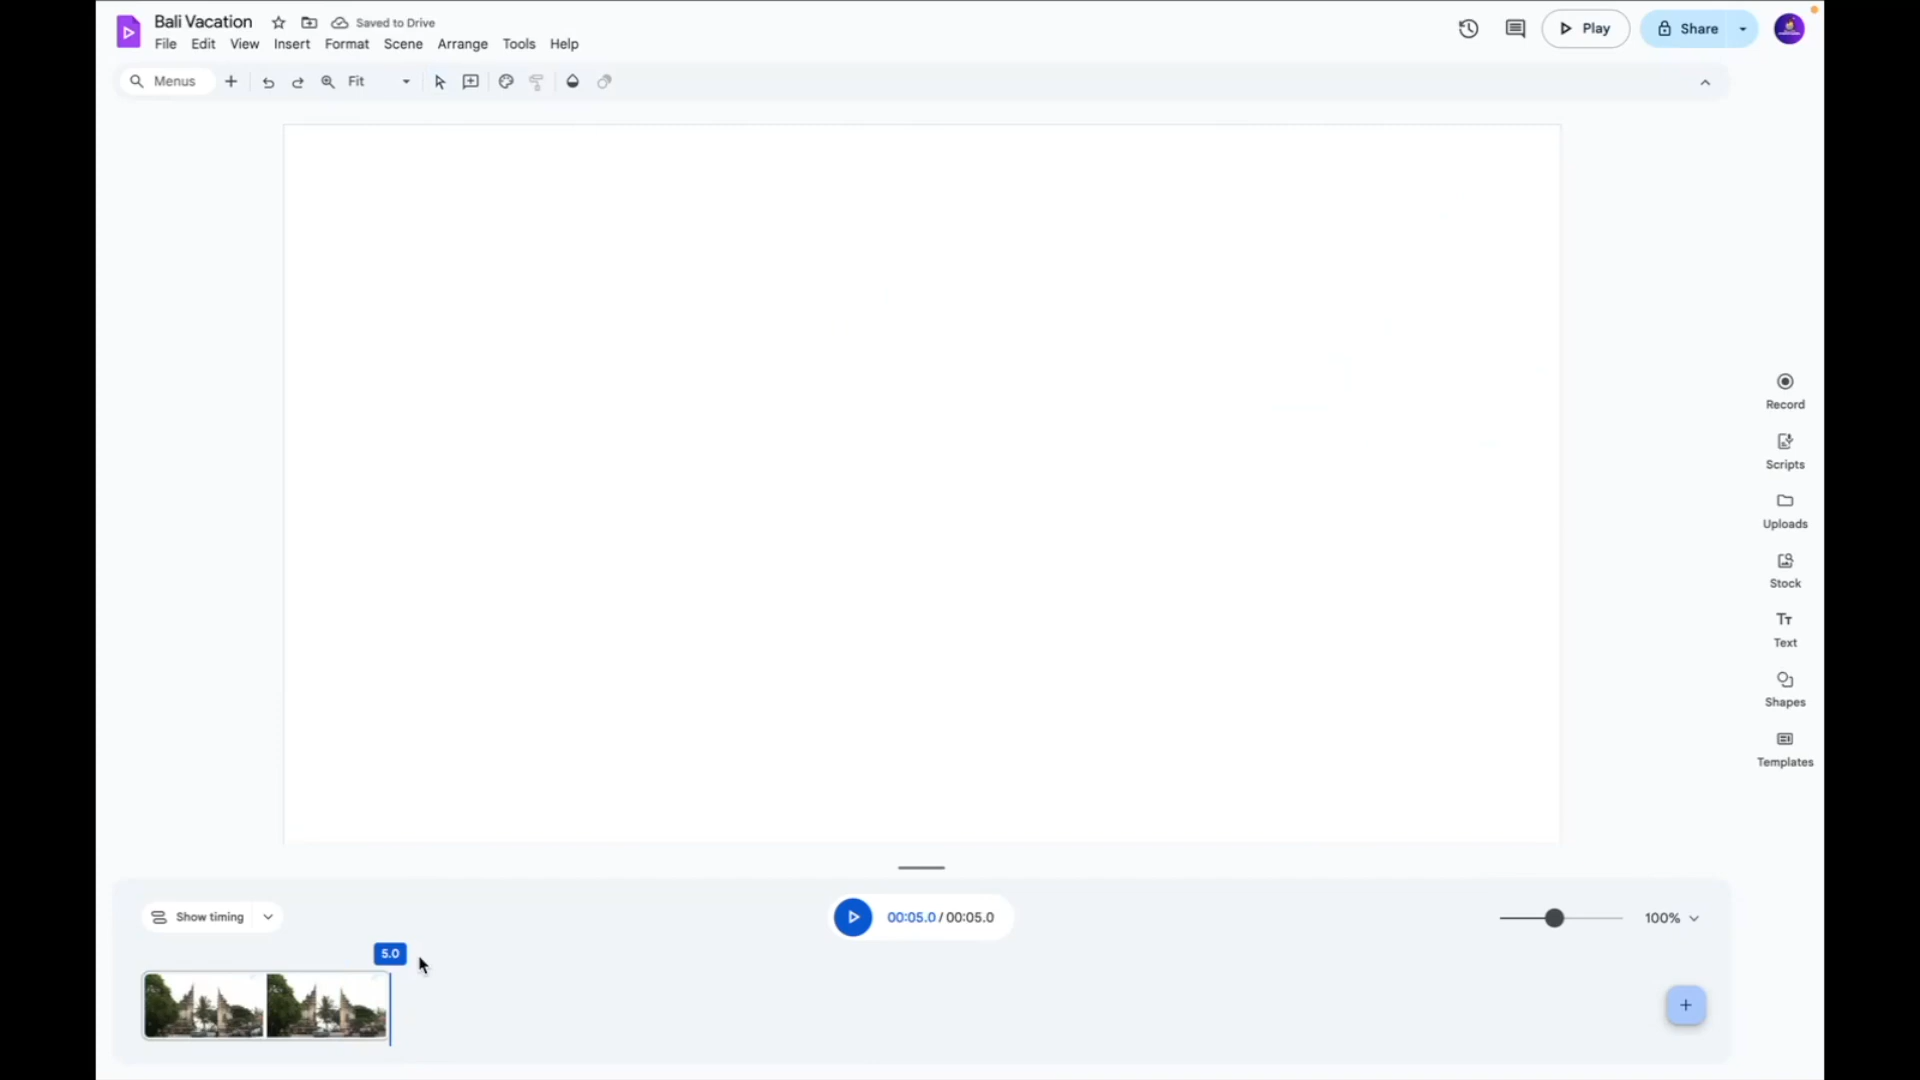 Bali Vacation
Saved to Drive
File Edit View Insert Format Scene Arrange Tools Help
Play
Share
Menus
Fit
Record
Scripts
Uploads
Stock
Text
Shapes
Templates
Show timing
00:05.0 / 00:05.0
100%
5.0